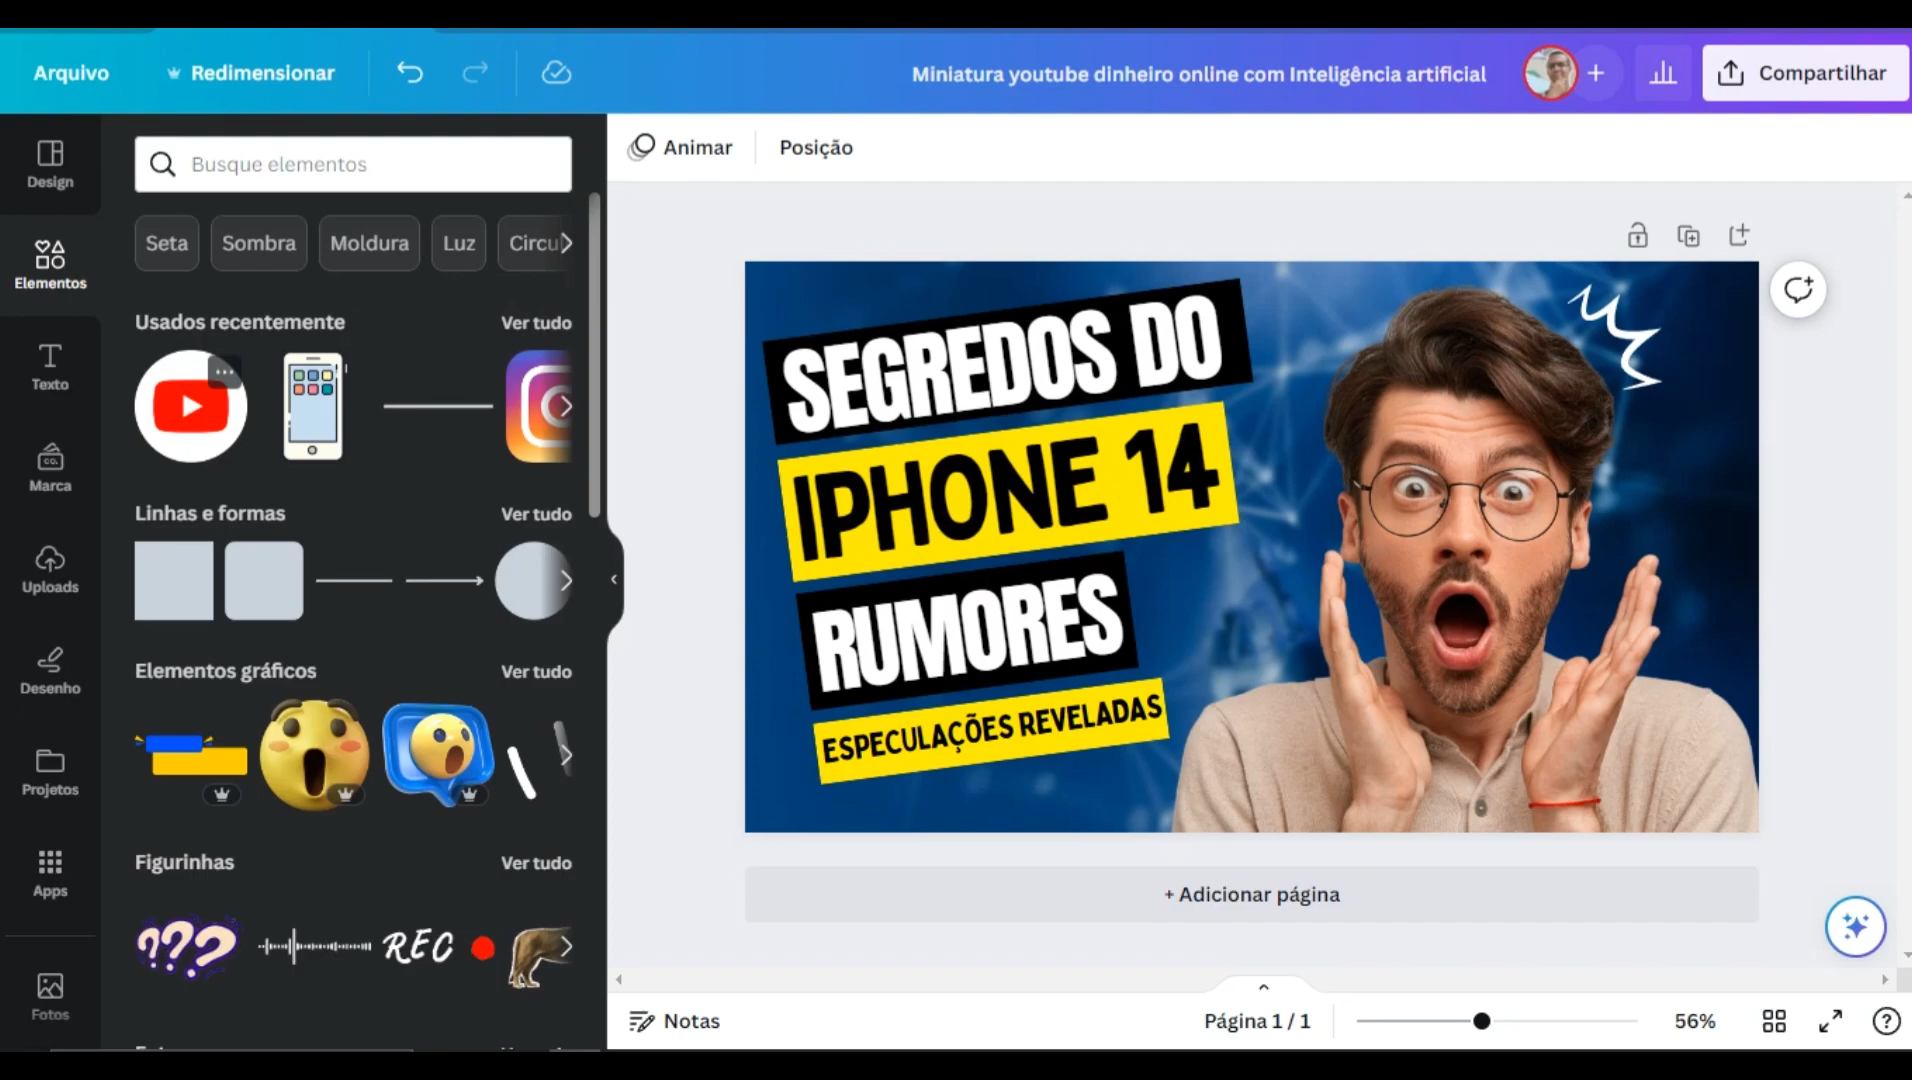 Arquivo
Redimensionar
Miniatura youtube dinheiro online com Inteligência artificial
Compartilhar
Design
Elementos
Texto
Marca
Uploads
Desenho
Projetos
Apps
Fotos
Busque elementos
Seta
Sombra
Moldura
Luz
Usados recentemente
Ver tudo
Linhas e formas
Ver tudo
Elementos gráficos
Ver tudo
Figurinhas
Ver tudo
???
REC
Animar
Posição
SEGREDOS DO
IPHONE 14
RUMORES
ESPECULAÇÕES REVELADAS
+ Adicionar página
Notas
Página 1 / 1
56%